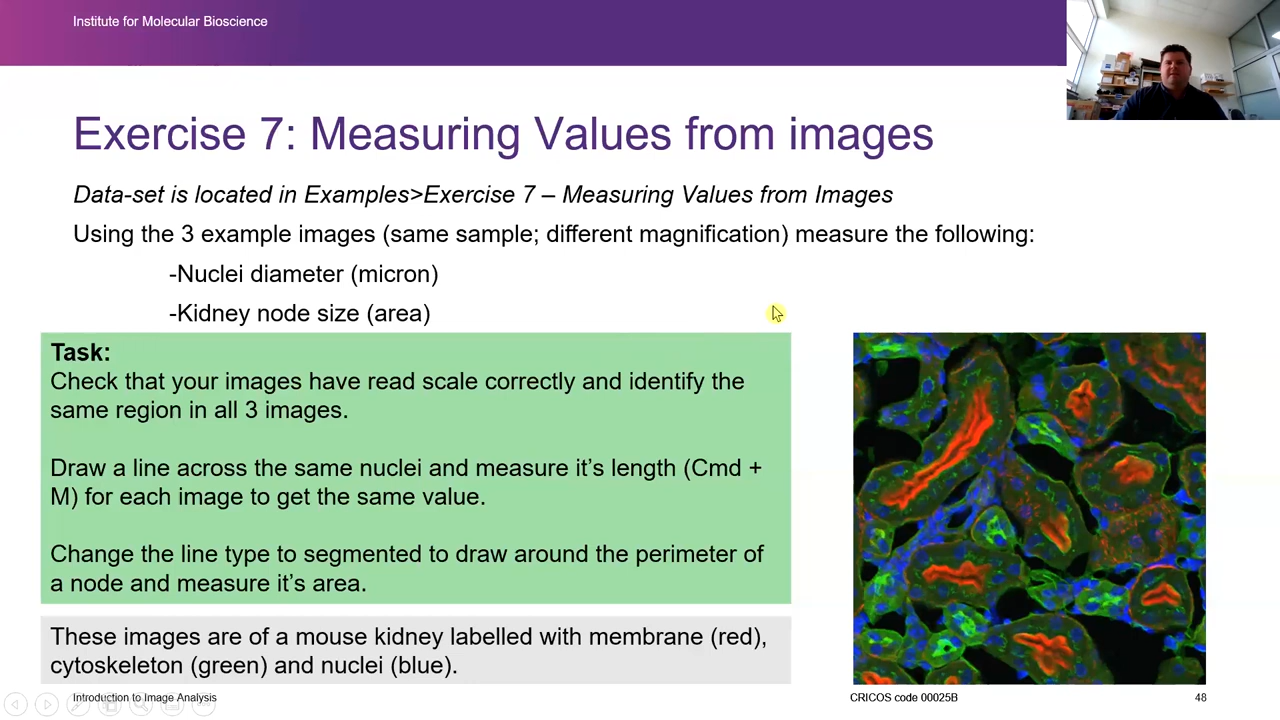 Institute for Molecular Bioscience
Exercise 7: Measuring Values from images
Data-set is located in Examples>Exercise 7 – Measuring Values from Images
Using the 3 example images (same sample; different magnification) measure the following:
-Nuclei diameter (micron)
-Kidney node size (area)
Task:
Check that your images have read scale correctly and identify the
same region in all 3 images.
Draw a line across the same nuclei and measure it’s length (Cmd +
M) for each image to get the same value.
Change the line type to segmented to draw around the perimeter of
a node and measure it’s area.
These images are of a mouse kidney labelled with membrane (red),
cytoskeleton (green) and nuclei (blue).
Introduction to Image Analysis
CRICOS code 00025B
48